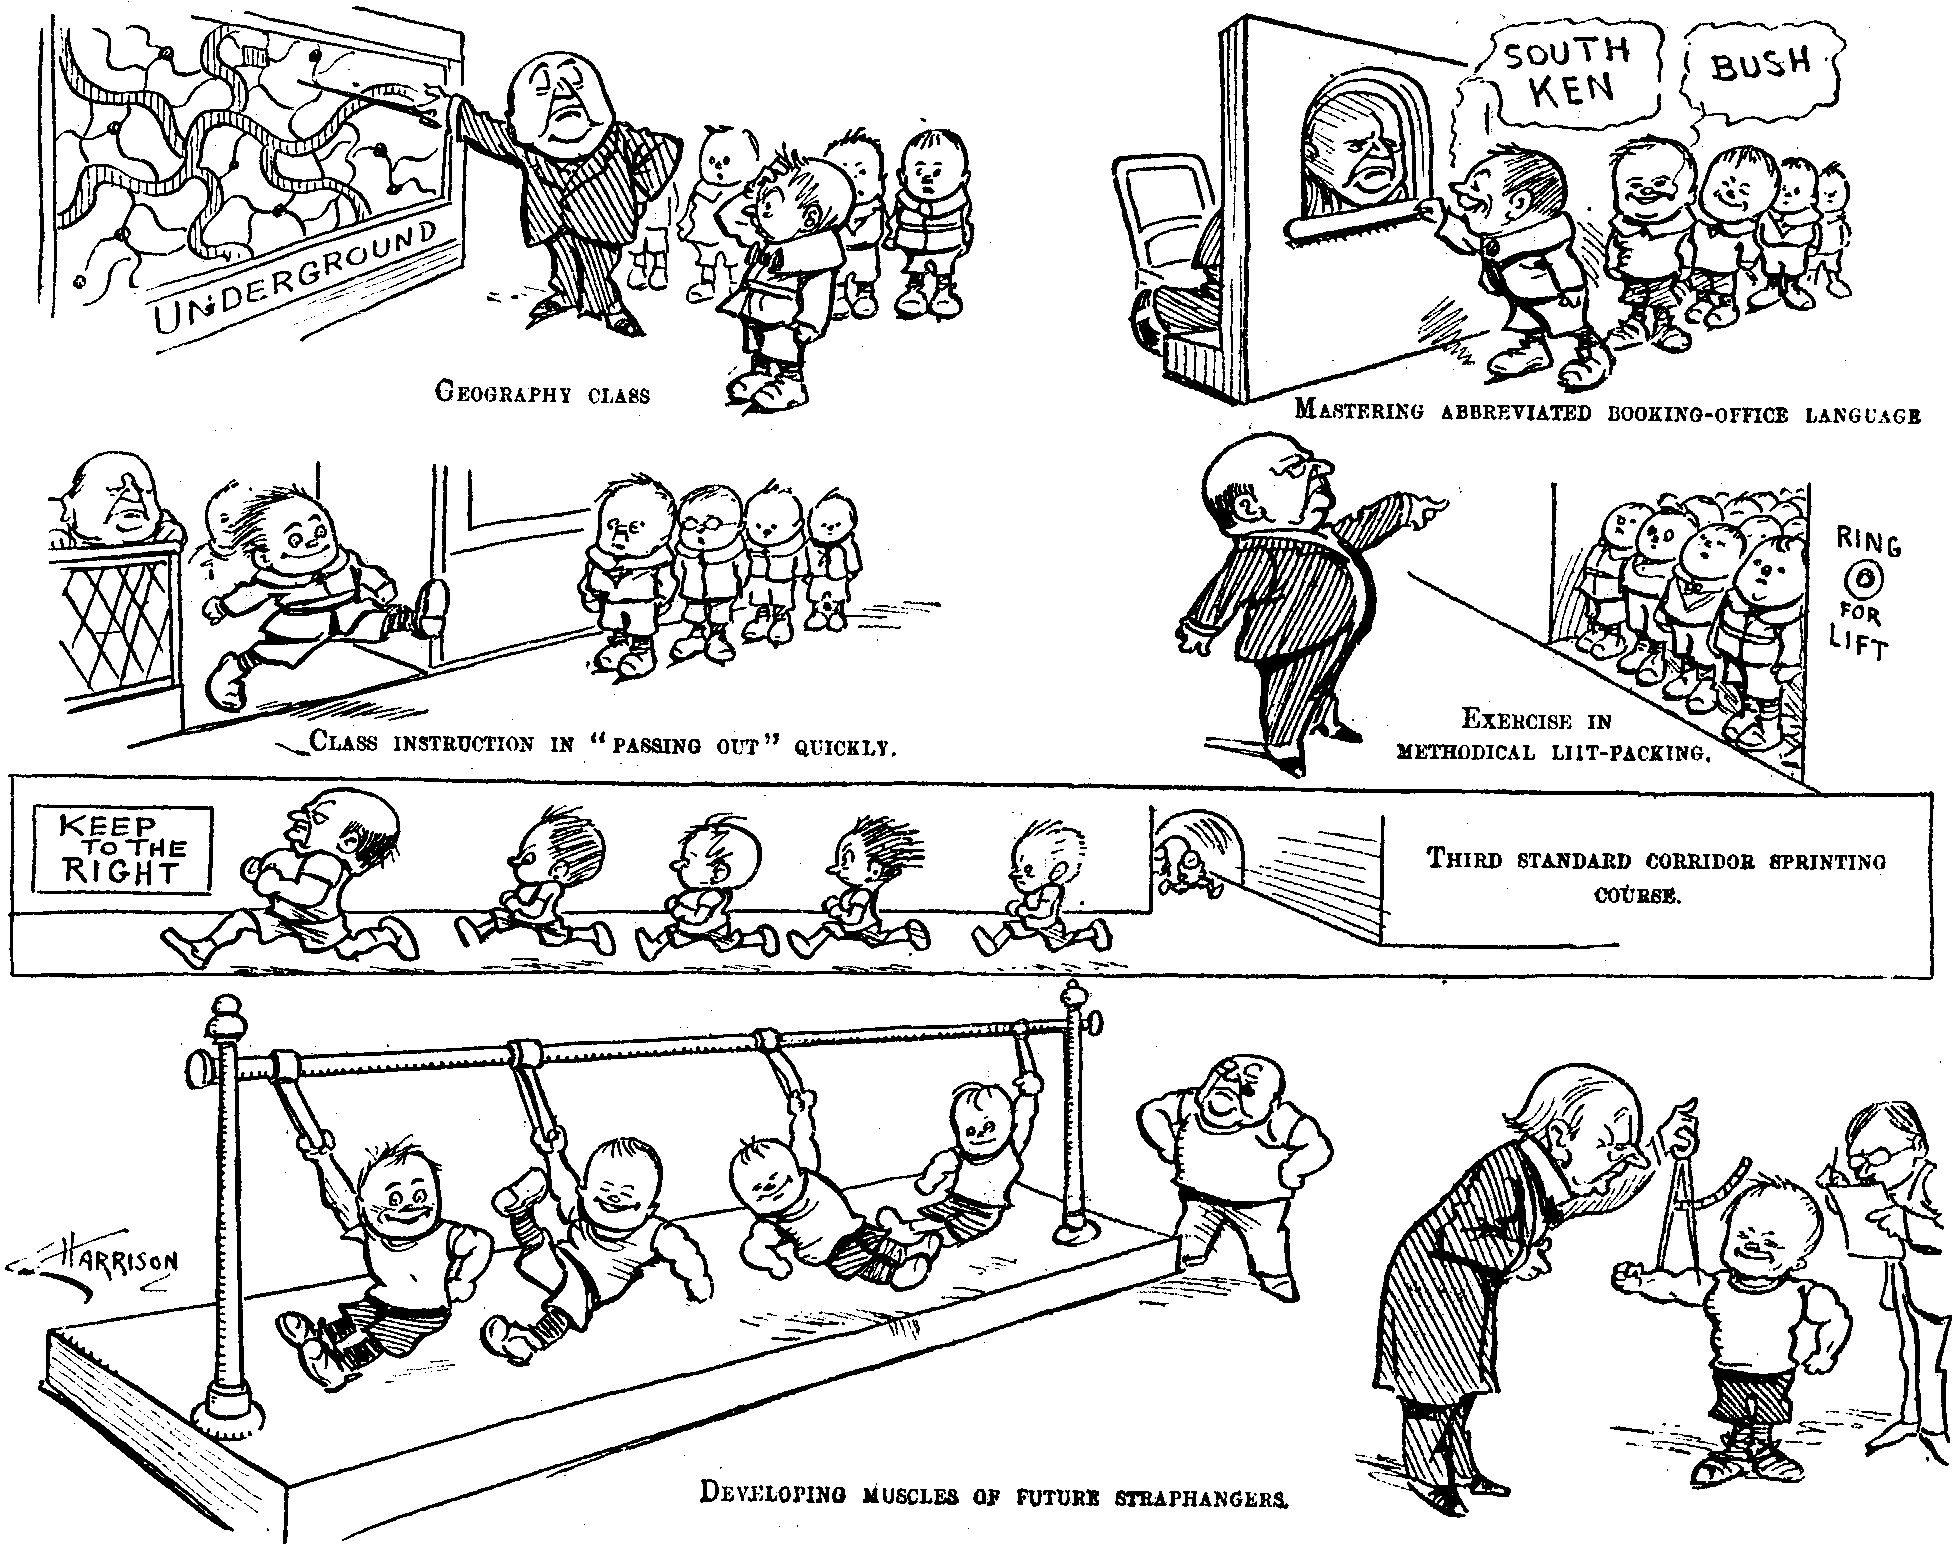 UNDERGROUND
GEOGRAPHY CLASS
SOUTH
KEN
BUSH
MASTERING ABBREVIATED BOOKING-OFFICE LANGUAGE
CLASS INSTRUCTION IN “PASSING OUT” QUICKLY.
RING
FOR
LIFT
EXERCISE IN
METHODICAL LIIT-PACKING.
KEEP
TO THE
RIGHT
THIRD STANDARD CORRIDOR SPRINTING
COURSE.
HARRISON
DEVELOPING MUSCLES OF FUTURE STRAPHANGERS.